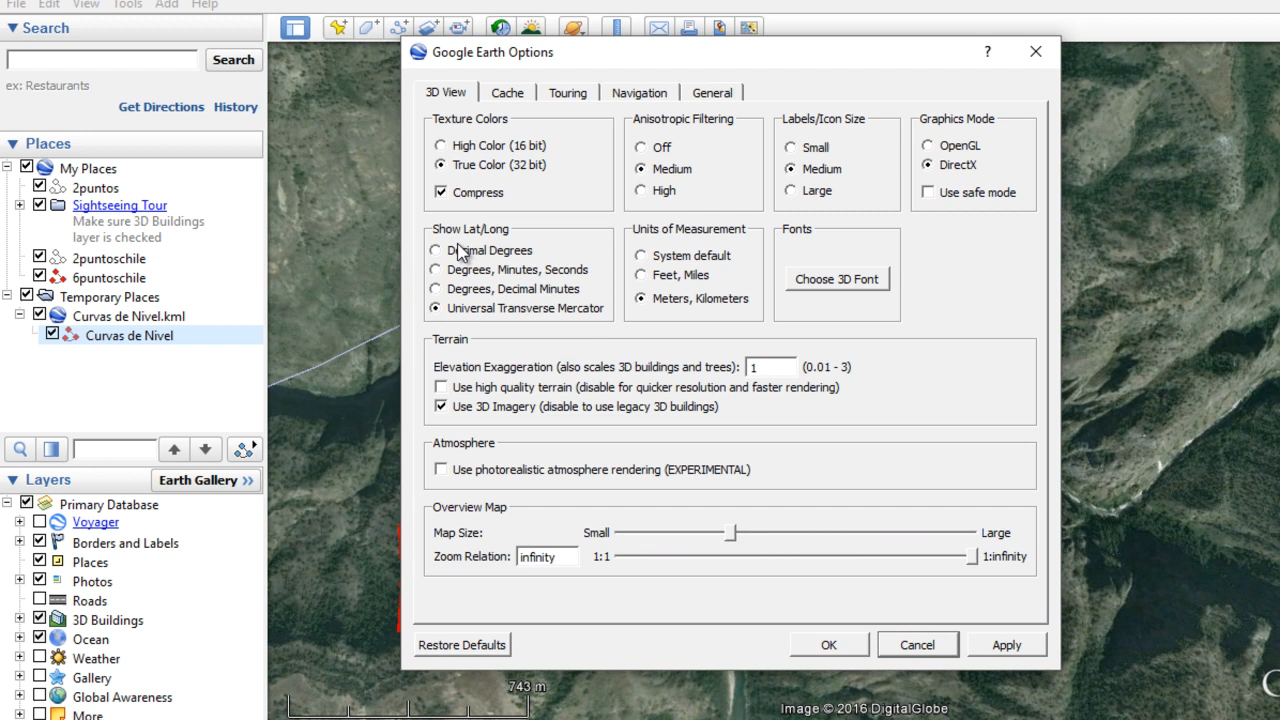 File Edit View Tools Add Help
Search
Search
ex: Restaurants
Get Directions History
Places
My Places
2puntos
Sightseeing Tour
Make sure 3D Buildings
layer is checked
2puntoschile
6puntoschile
Temporary Places
Curvas de Nivel.kml
Curvas de Nivel
Layers
Earth Gallery >>
Primary Database
Voyager
Borders and Labels
Places
Photos
Roads
3D Buildings
Ocean
Weather
Gallery
Global Awareness
More
Google Earth Options
?
3D View Cache Touring Navigation General
Texture Colors
High Color (16 bit)
True Color (32 bit)
Compress
Anisotropic Filtering
Off
Medium
High
Labels/Icon Size
Small
Medium
Large
Graphics Mode
OpenGL
DirectX
Use safe mode
Show Lat/Long
Decimal Degrees
Degrees, Minutes, Seconds
Degrees, Decimal Minutes
Universal Transverse Mercator
Units of Measurement
System default
Feet, Miles
Meters, Kilometers
Fonts
Choose 3D Font
Terrain
Elevation Exaggeration (also scales 3D buildings and trees): 1 (0.01 - 3)
Use high quality terrain (disable for quicker resolution and faster rendering)
Use 3D Imagery (disable to use legacy 3D buildings)
Atmosphere
Use photorealistic atmosphere rendering (EXPERIMENTAL)
Overview Map
Map Size: Small Large
Zoom Relation: infinity 1:1 1:infinity
Restore Defaults OK Cancel Apply
743 m
Image © 2016 DigitalGlobe